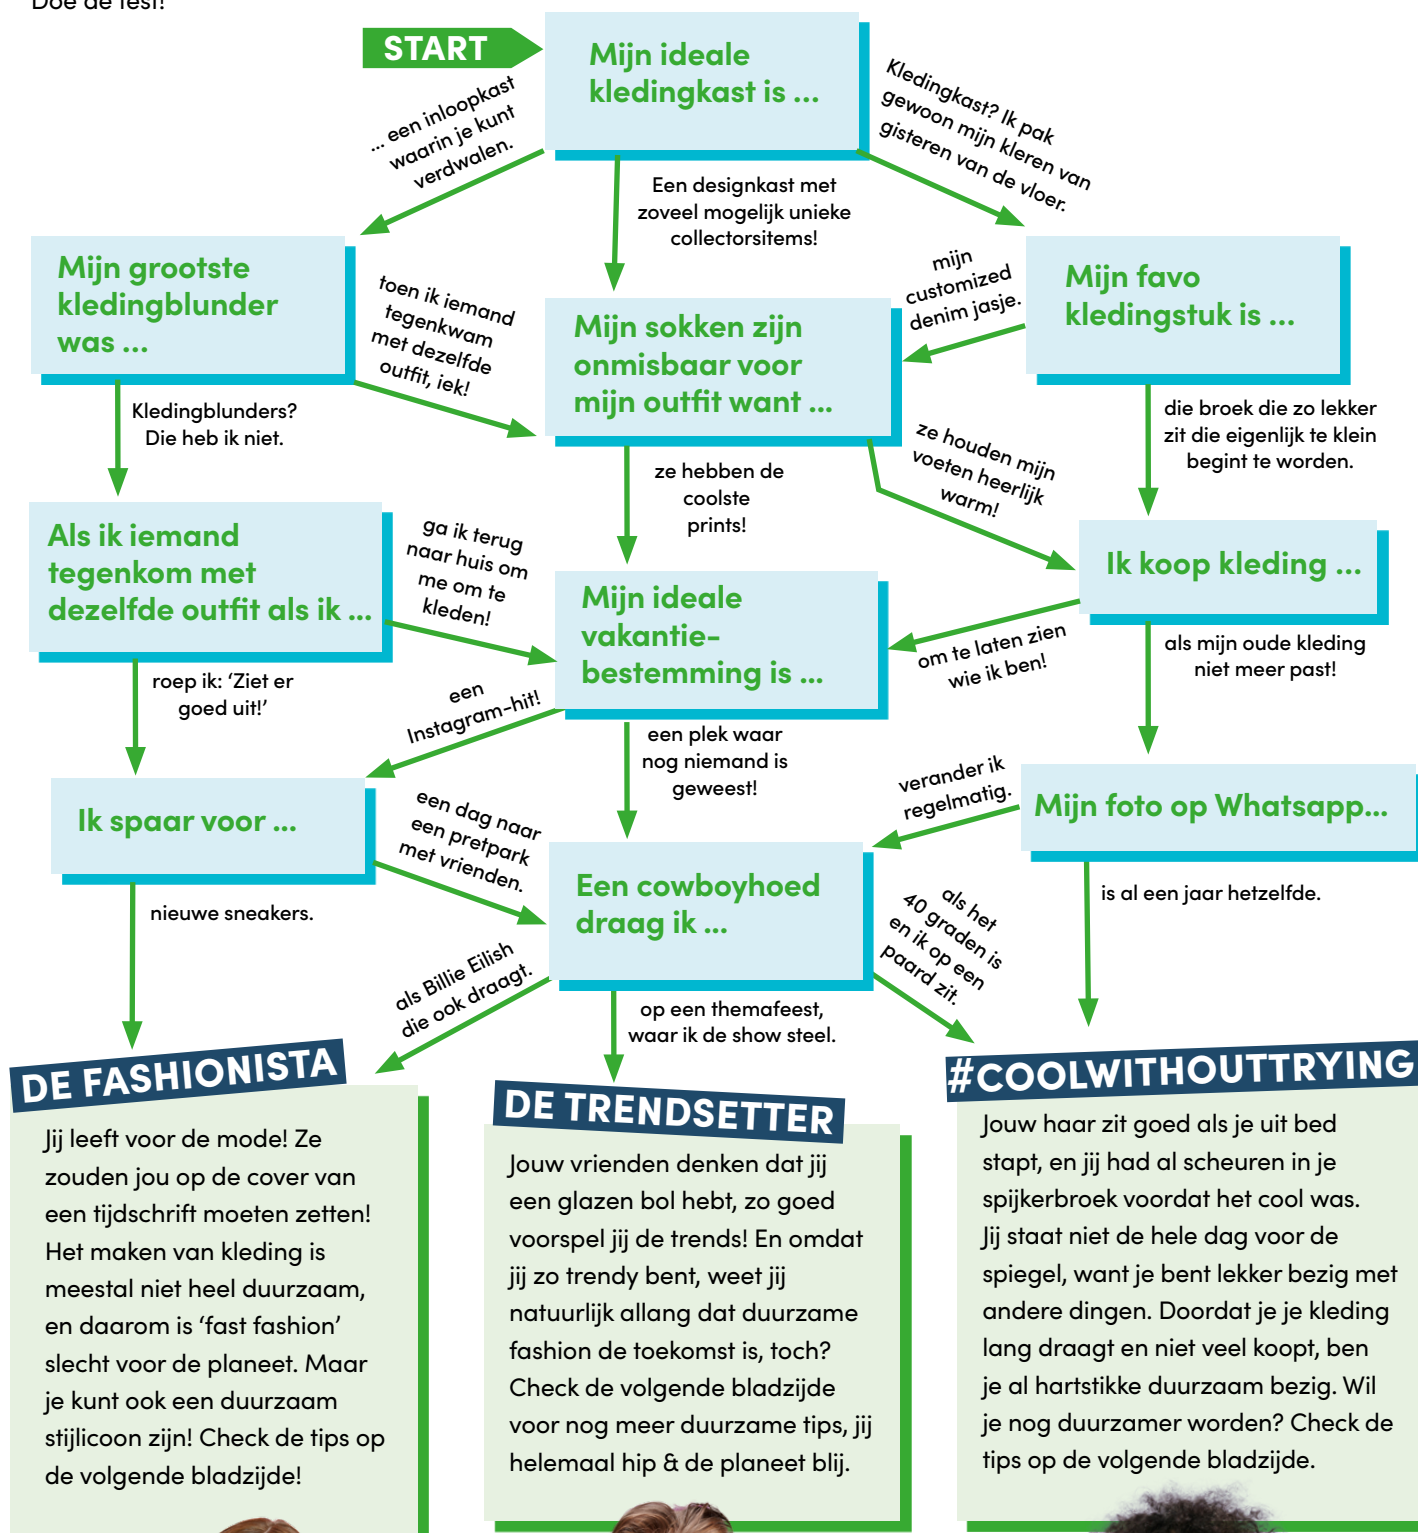 Doe de test!
START
Mijn ideale
kledingkast is ...
... een inloopkast
waarin je kunt
verdwalen.
Een designkast met
zoveel mogelijk unieke
collectorsitems!
Kledingkast? Ik pak
gewoon mijn kleren van
gisteren van de vloer.
Mijn grootste
kledingblunder
was ...
toen ik iemand
tegenkwam
met dezelfde
outfit, iek!
Mijn sokken zijn
onmisbaar voor
mijn outfit want ...
mijn
customized
denim jasje.
Mijn favo
kledingstuk is ...
Kledingblunders?
Die heb ik niet.
ze hebben de
coolste
prints!
ze houden mijn
voeten heerlijk
warm!
die broek die zo lekker
zit die eigenlijk te klein
begint te worden.
Als ik iemand
tegenkom met
dezelfde outfit als ik ...
ga ik terug
naar huis om
me om te
kleden!
Mijn ideale
vakantie-
bestemming is ...
Ik koop kleding ...
om te laten zien
wie ik ben!
als mijn oude kleding
niet meer past!
roep ik: ‘Ziet er
goed uit!’
een
Instagram-hit!
een plek waar
nog niemand is
geweest!
verander ik
regelmatig.
Mijn foto op Whatsapp...
Ik spaar voor ...
een dag naar
een pretpark
met vrienden.
Een cowboyhoed
draag ik ...
als het
40 graden is
en ik op een
paard zit.
is al een jaar hetzelfde.
nieuwe sneakers.
als Billie Eilish
die ook draagt.
op een themafeest,
waar ik de show steel.
DE FASHIONISTA
Jij leeft voor de mode! Ze
zouden jou op de cover van
een tijdschrift moeten zetten!
Het maken van kleding is
meestal niet heel duurzaam,
en daarom is ‘fast fashion’
slecht voor de planeet. Maar
je kunt ook een duurzaam
stijlicoon zijn! Check de tips op
de volgende bladzijde!
DE TRENDSETTER
Jouw vrienden denken dat jij
een glazen bol hebt, zo goed
voorspel jij de trends! En omdat
jij zo trendy bent, weet jij
natuurlijk allang dat duurzame
fashion de toekomst is, toch?
Check de volgende bladzijde
voor nog meer duurzame tips, jij
helemaal hip & de planeet blij.
#COOLWITHOUTTRYING
Jouw haar zit goed als je uit bed
stapt, en jij had al scheuren in je
spijkerbroek voordat het cool was.
Jij staat niet de hele dag voor de
spiegel, want je bent lekker bezig met
andere dingen. Doordat je je kleding
lang draagt en niet veel koopt, ben
je al hartstikke duurzaam bezig. Wil
je nog duurzamer worden? Check de
tips op de volgende bladzijde.